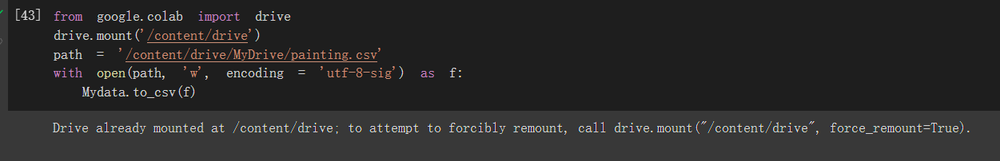 [43] from google.colab import drive
drive.mount('/content/drive')
path = '/content/drive/MyDrive/painting.csv'
with open(path, 'w', encoding = 'utf-8-sig') as f:
    Mydata.to_csv(f)
Drive already mounted at /content/drive; to attempt to forcibly remount, call drive.mount("/content/drive", force_remount=True).